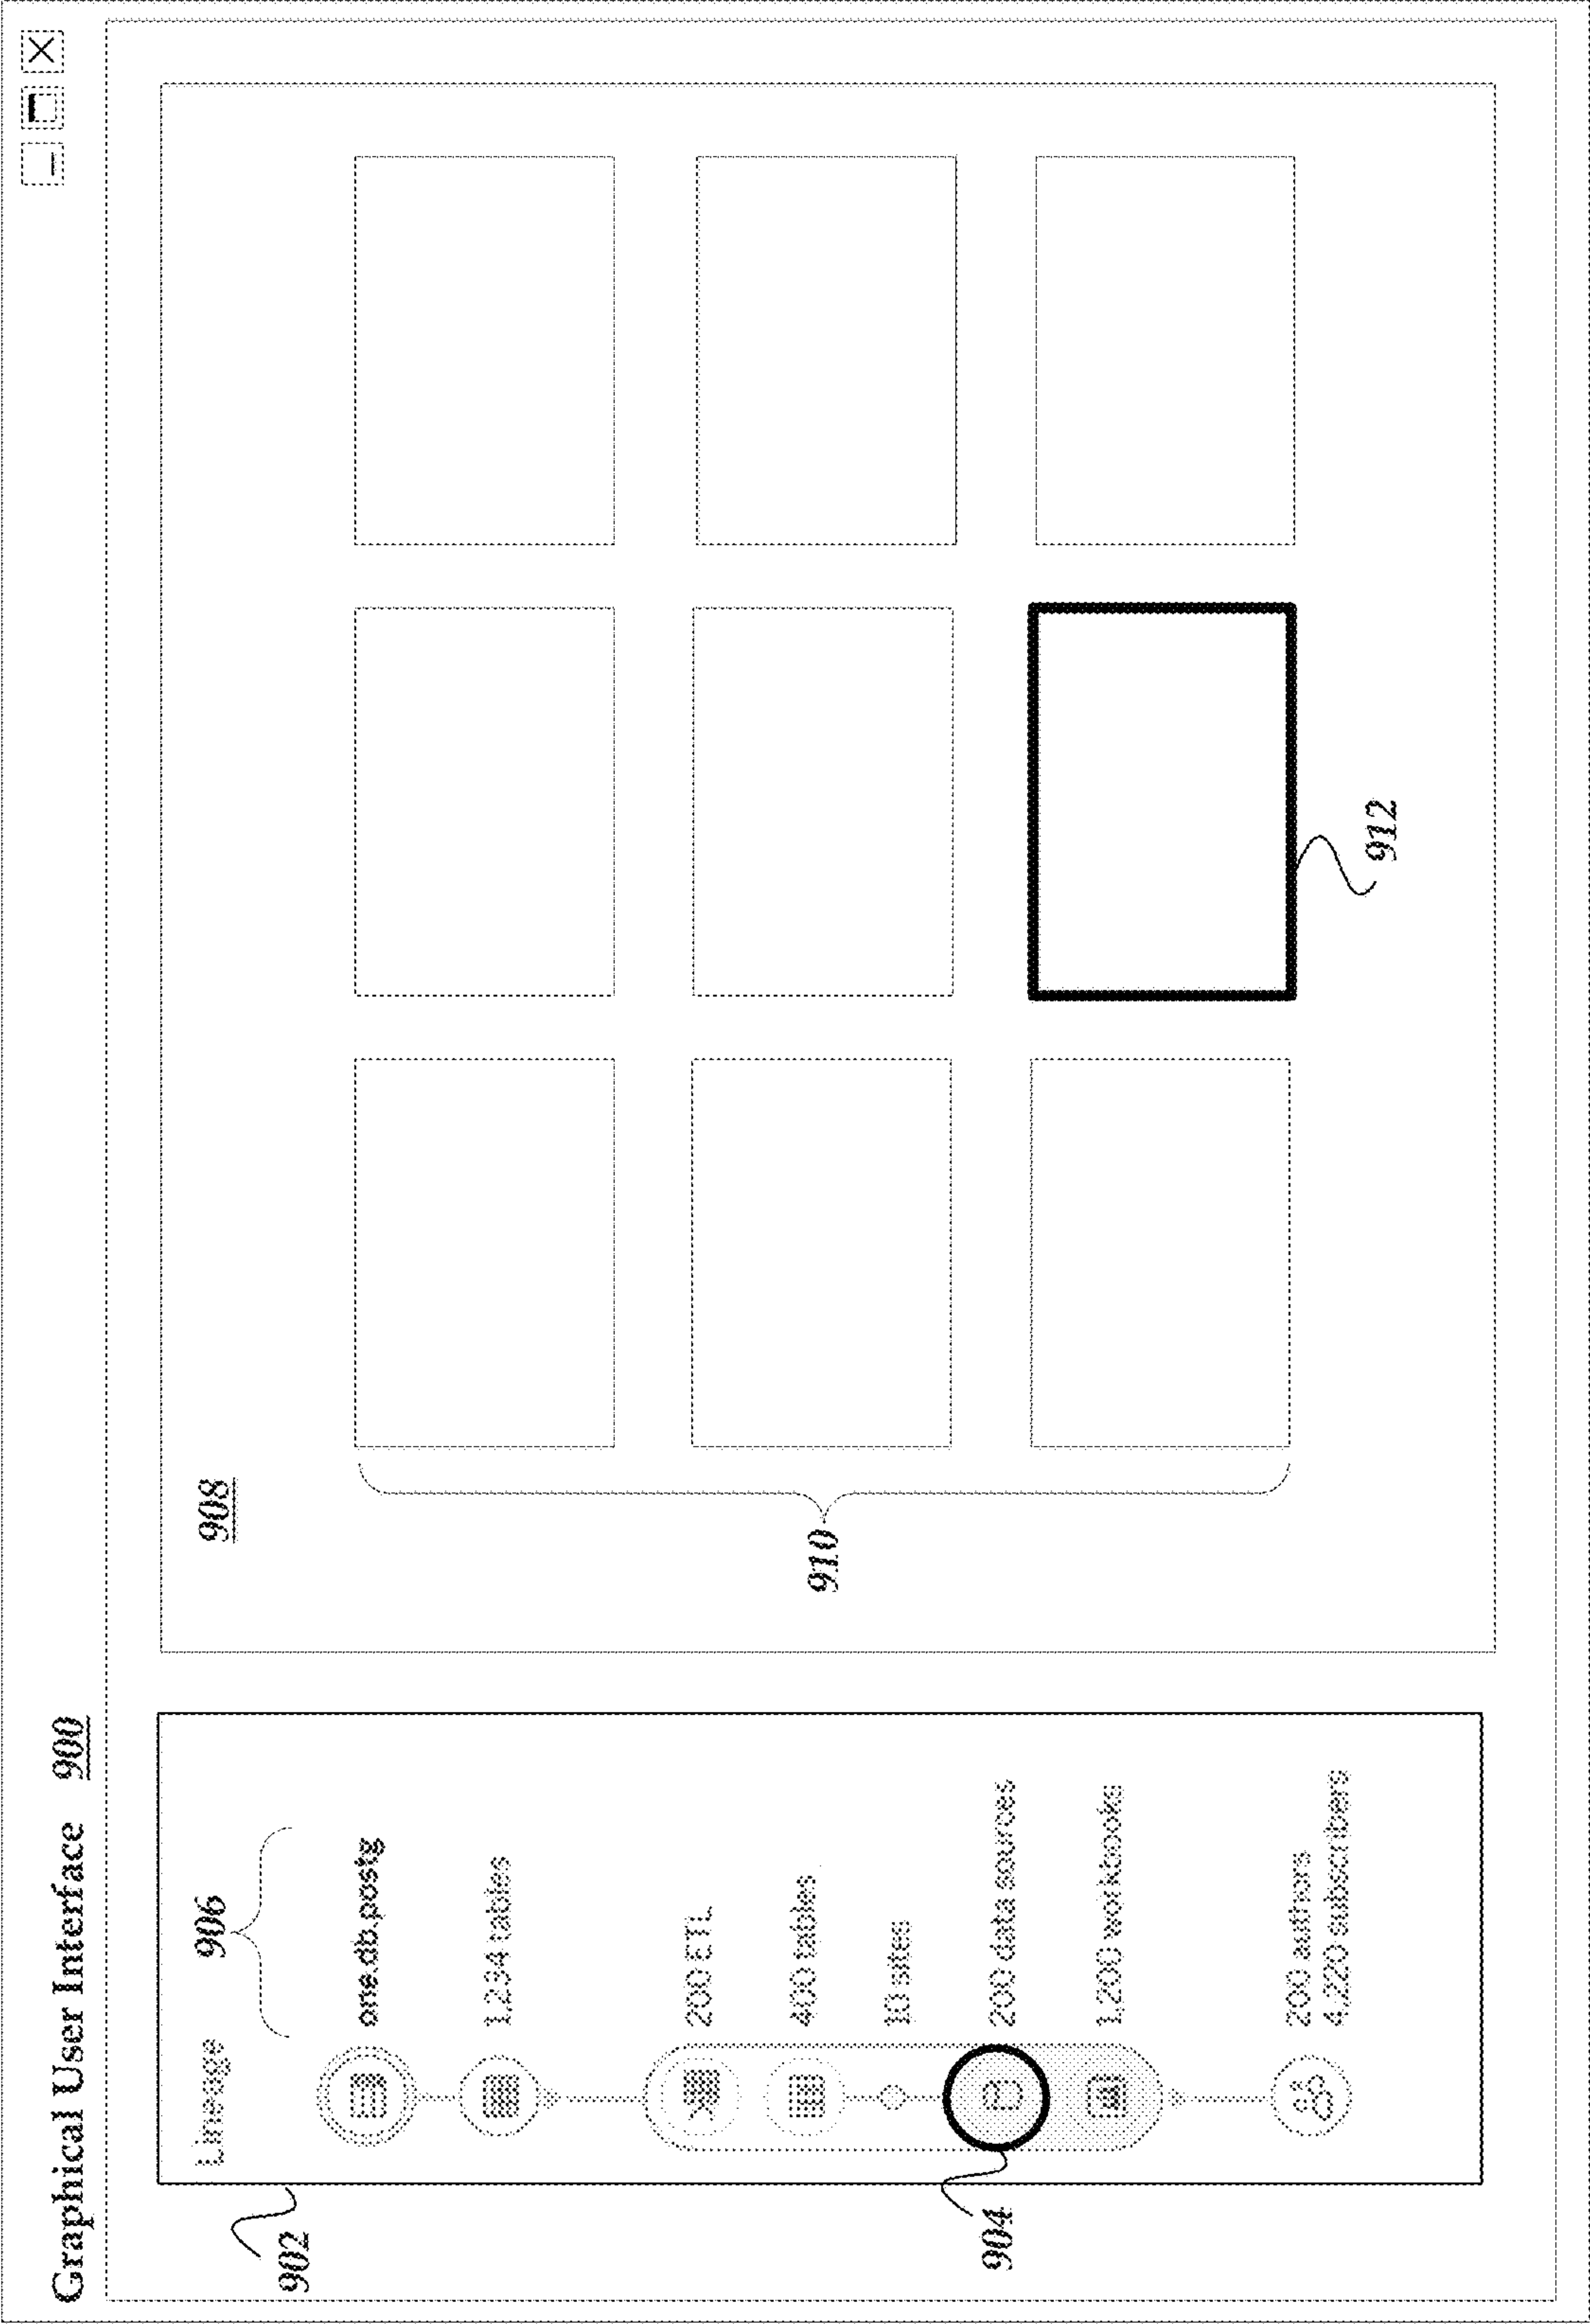 Graphical User Interface 900
902
Lineage
906
one.db.postg
1,234 tables
200 ETL
400 tables
10 sites
904
200 data sources
1,200 workbooks
200 authors
4,220 subscribers
908
910
912